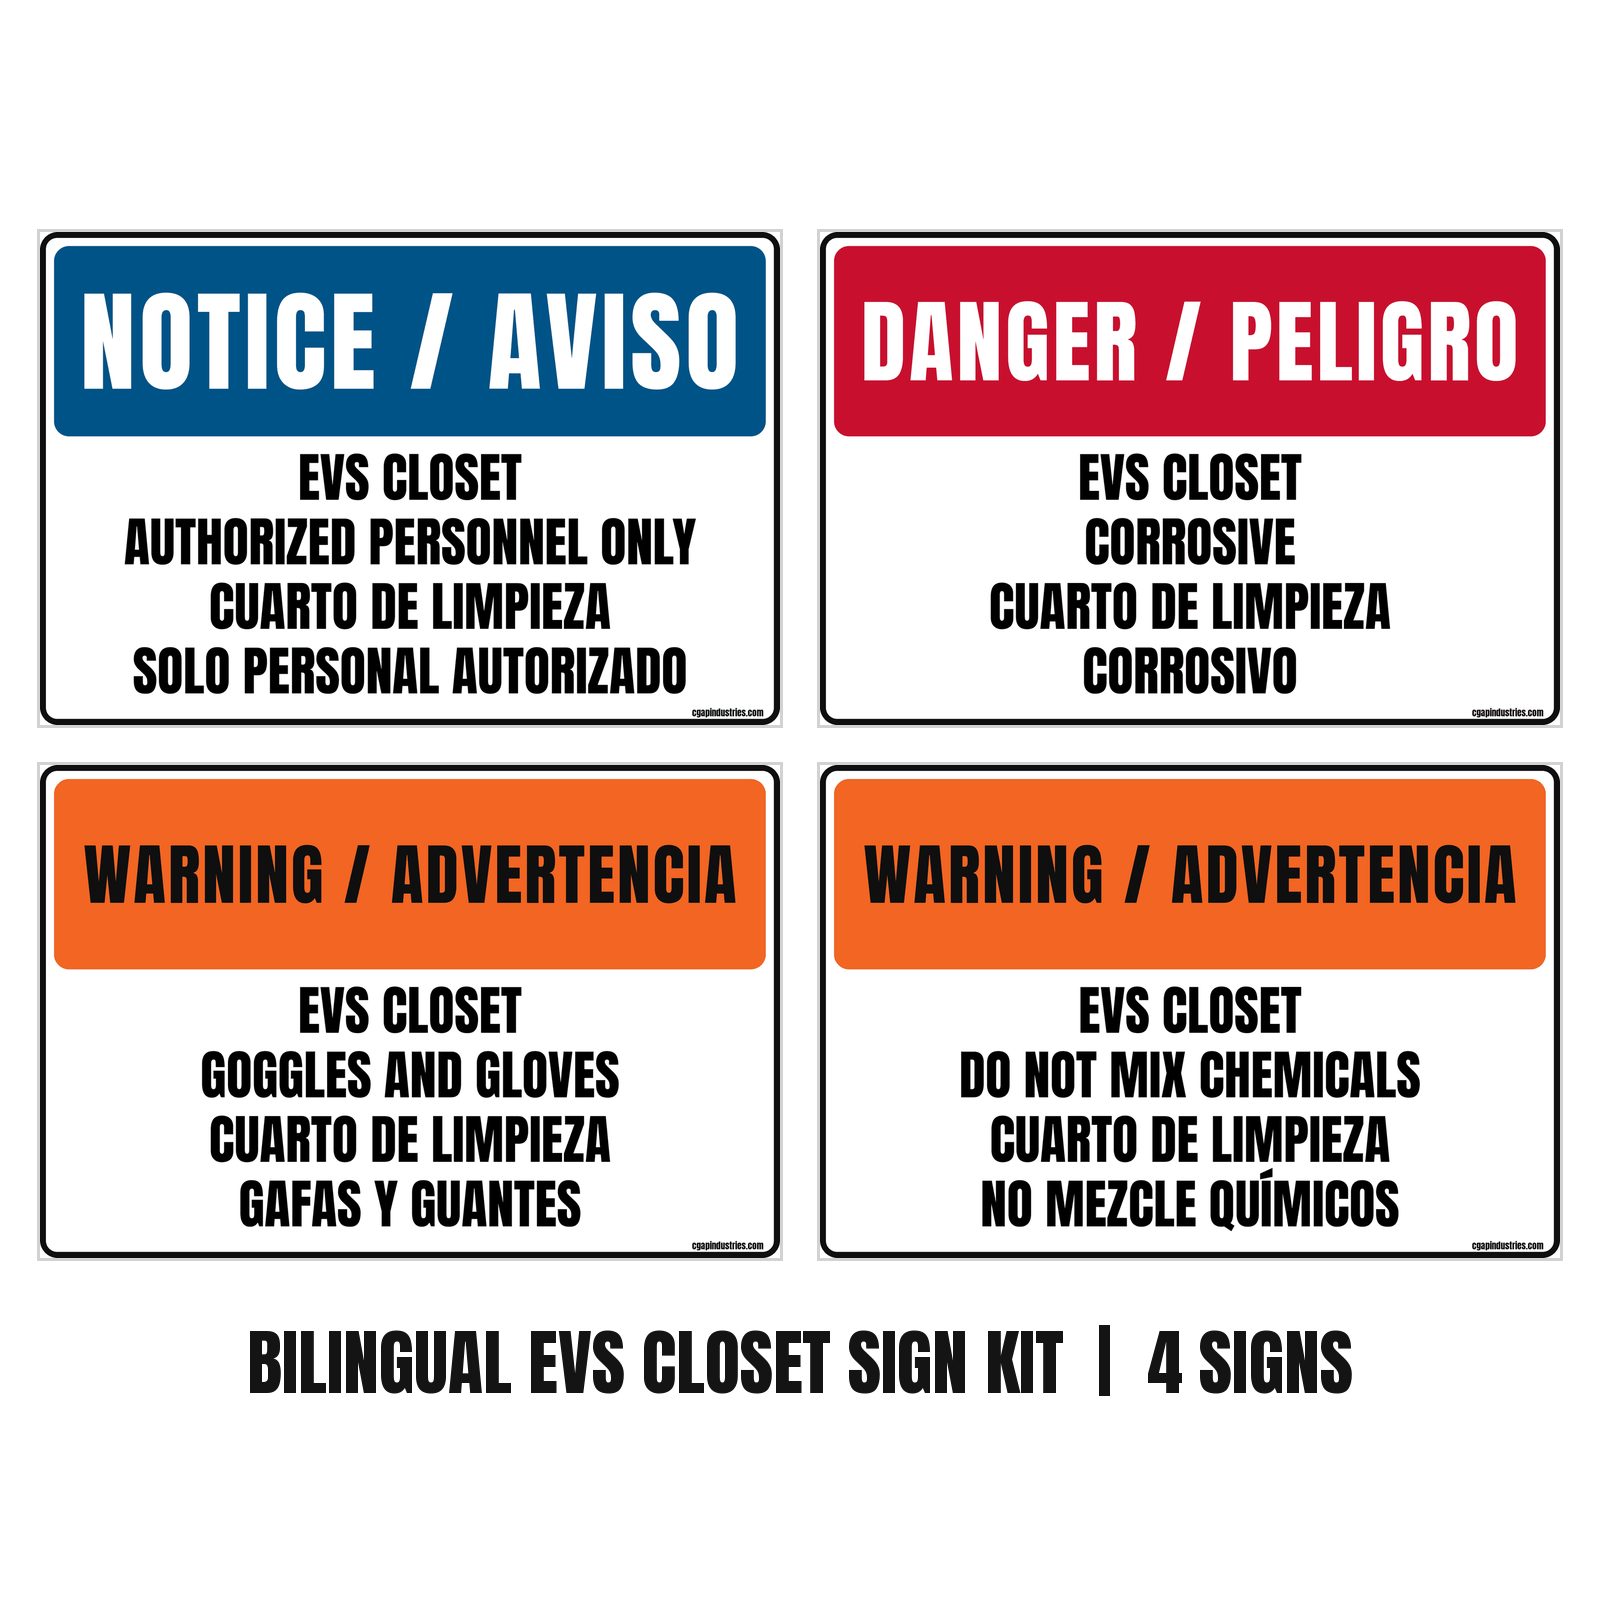 NOTICE / AVISO
EVS CLOSET
AUTHORIZED PERSONNEL ONLY
CUARTO DE LIMPIEZA
SOLO PERSONAL AUTORIZADO
cgapindustries.com
DANGER / PELIGRO
EVS CLOSET
CORROSIVE
CUARTO DE LIMPIEZA
CORROSIVO
cgapindustries.com
WARNING / ADVERTENCIA
EVS CLOSET
GOGGLES AND GLOVES
CUARTO DE LIMPIEZA
GAFAS Y GUANTES
cgapindustries.com
WARNING / ADVERTENCIA
EVS CLOSET
DO NOT MIX CHEMICALS
CUARTO DE LIMPIEZA
NO MEZCLE QUÍMICOS
cgapindustries.com
BILINGUAL EVS CLOSET SIGN KIT | 4 SIGNS